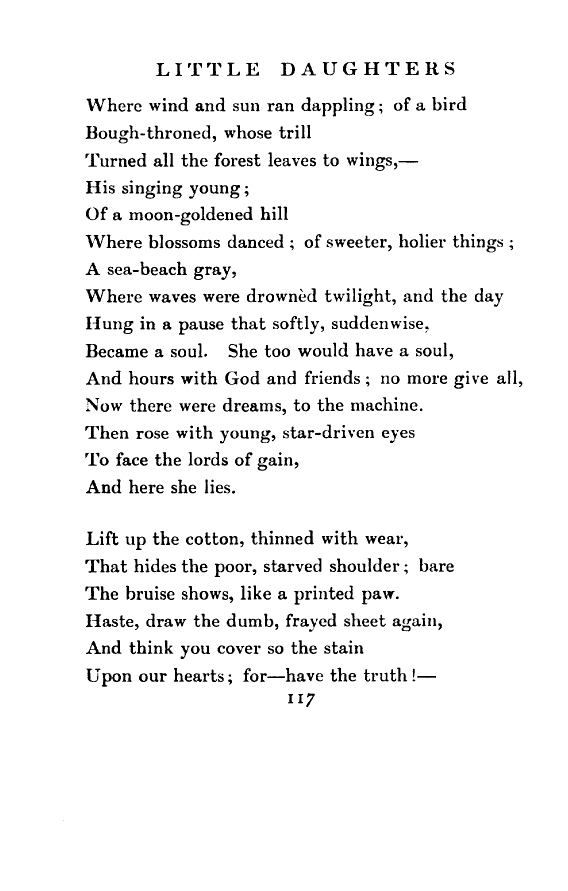 LITTLE DAUGHTERS
Where wind and sun ran dappling; of a bird
Bough-throned, whose trill
Turned all the forest leaves to wings,—
His singing young;
Of a moon-goldened hill
Where blossoms danced; of sweeter, holier things;
A sea-beach gray,
Where waves were drownèd twilight, and the day
Hung in a pause that softly, suddenwise,
Became a soul. She too would have a soul,
And hours with God and friends; no more give all,
Now there were dreams, to the machine.
Then rose with young, star-driven eyes
To face the lords of gain,
And here she lies.

Lift up the cotton, thinned with wear,
That hides the poor, starved shoulder; bare
The bruise shows, like a printed paw.
Haste, draw the dumb, frayed sheet again,
And think you cover so the stain
Upon our hearts; for—have the truth!—
117